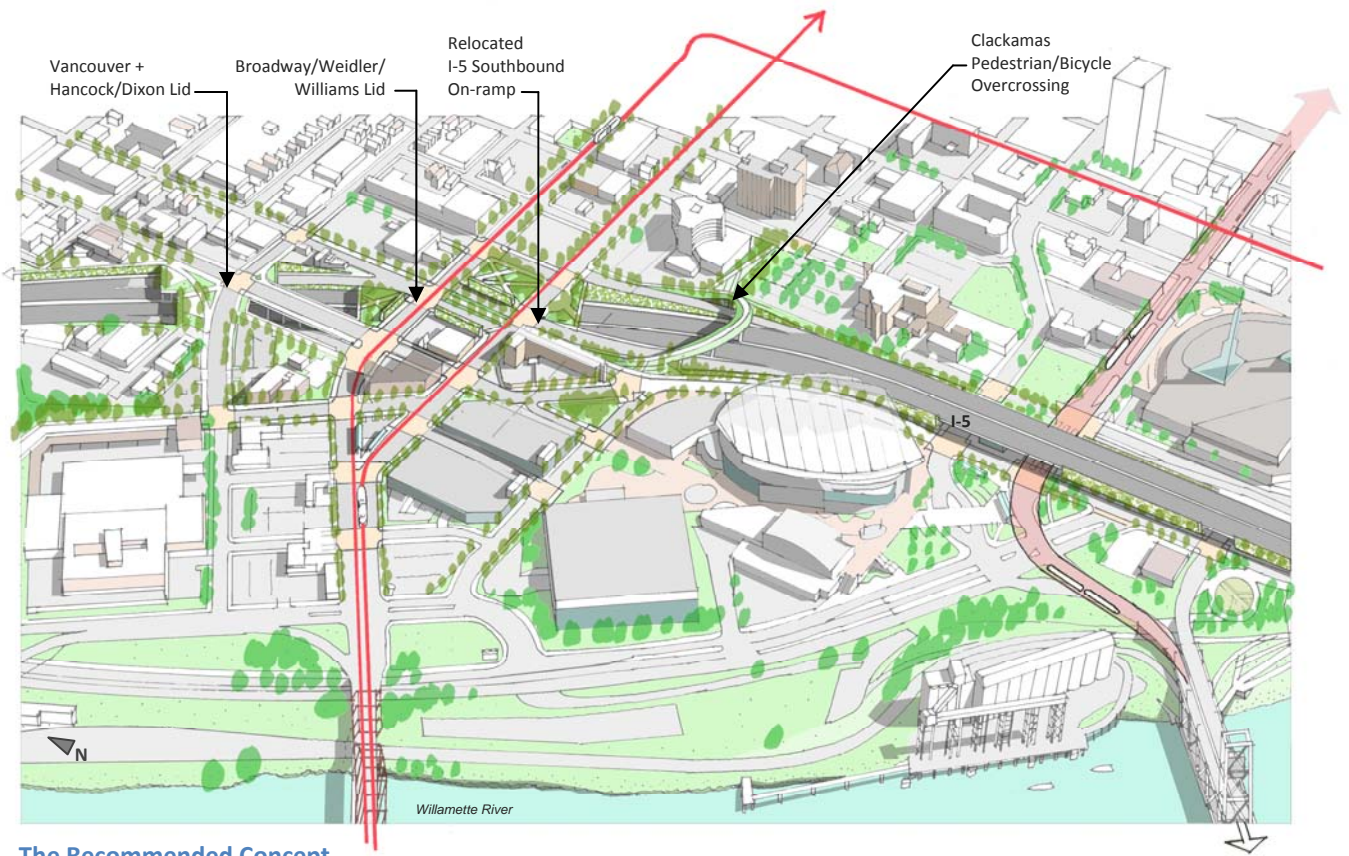 Relocated
I-5 Southbound
On-ramp
Clackamas
Pedestrian/Bicycle
Overcrossing
Vancouver +
Hancock/Dixon Lid
Broadway/Weidler/
Williams Lid
I-5
N
Willamette River
The Recommended Concept